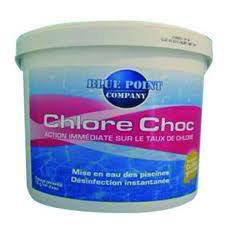 BLUE POINT
COMPANY
Chlore Choc
ACTION IMMÉDIATE SUR LE TAUX DE CHLORE
Mise en eau des piscines
Désinfection instantanée